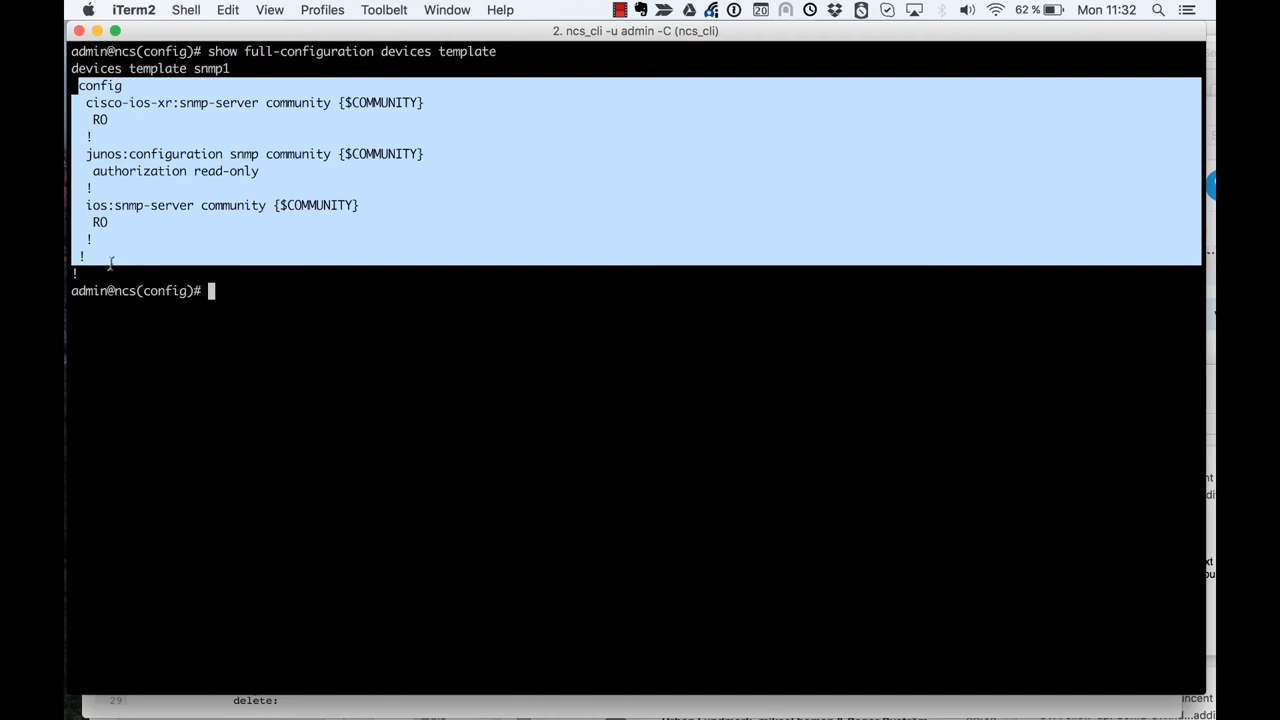 iTerm2 Shell Edit View Profiles Toolbelt Window Help 20 62 % Mon 11:32
2. ncs_cli -u admin -C (ncs_cli)
admin@ncs(config)# show full-configuration devices template
devices template snmp1
config
cisco-ios-xr:snmp-server community {$COMMUNITY}
RO
!
junos:configuration snmp community {$COMMUNITY}
authorization read-only
!
ios:snmp-server community {$COMMUNITY}
RO
!
!
!
admin@ncs(config)#
29
delete: